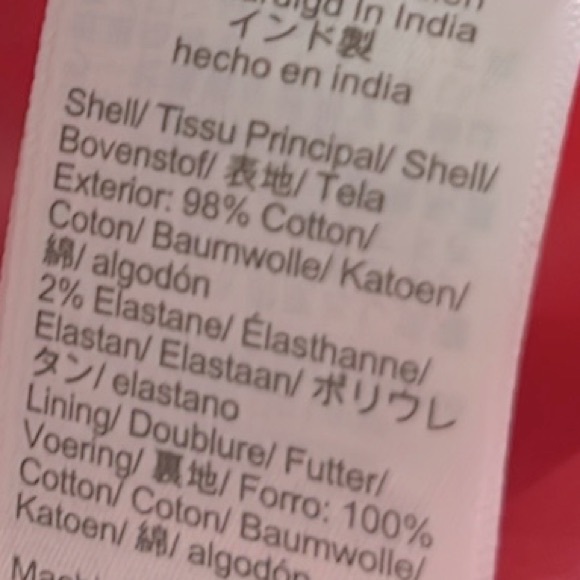 in India
インド製
hecho en india
Shell/ Tissu Principal/ Shell/
Bovenstof/ 表地/ Tela
Exterior: 98% Cotton/
Coton/ Baumwolle/ Katoen/
綿/ algodón
2% Elastane/ Élasthanne/
Elastan/ Elastaan/ ポリウレ
タン/ elastano
Lining/ Doublure/ Futter/
Voering/ 裏地/ Forro: 100%
Cotton/ Coton/ Baumwolle/
Katoen/ 綿/ algodón